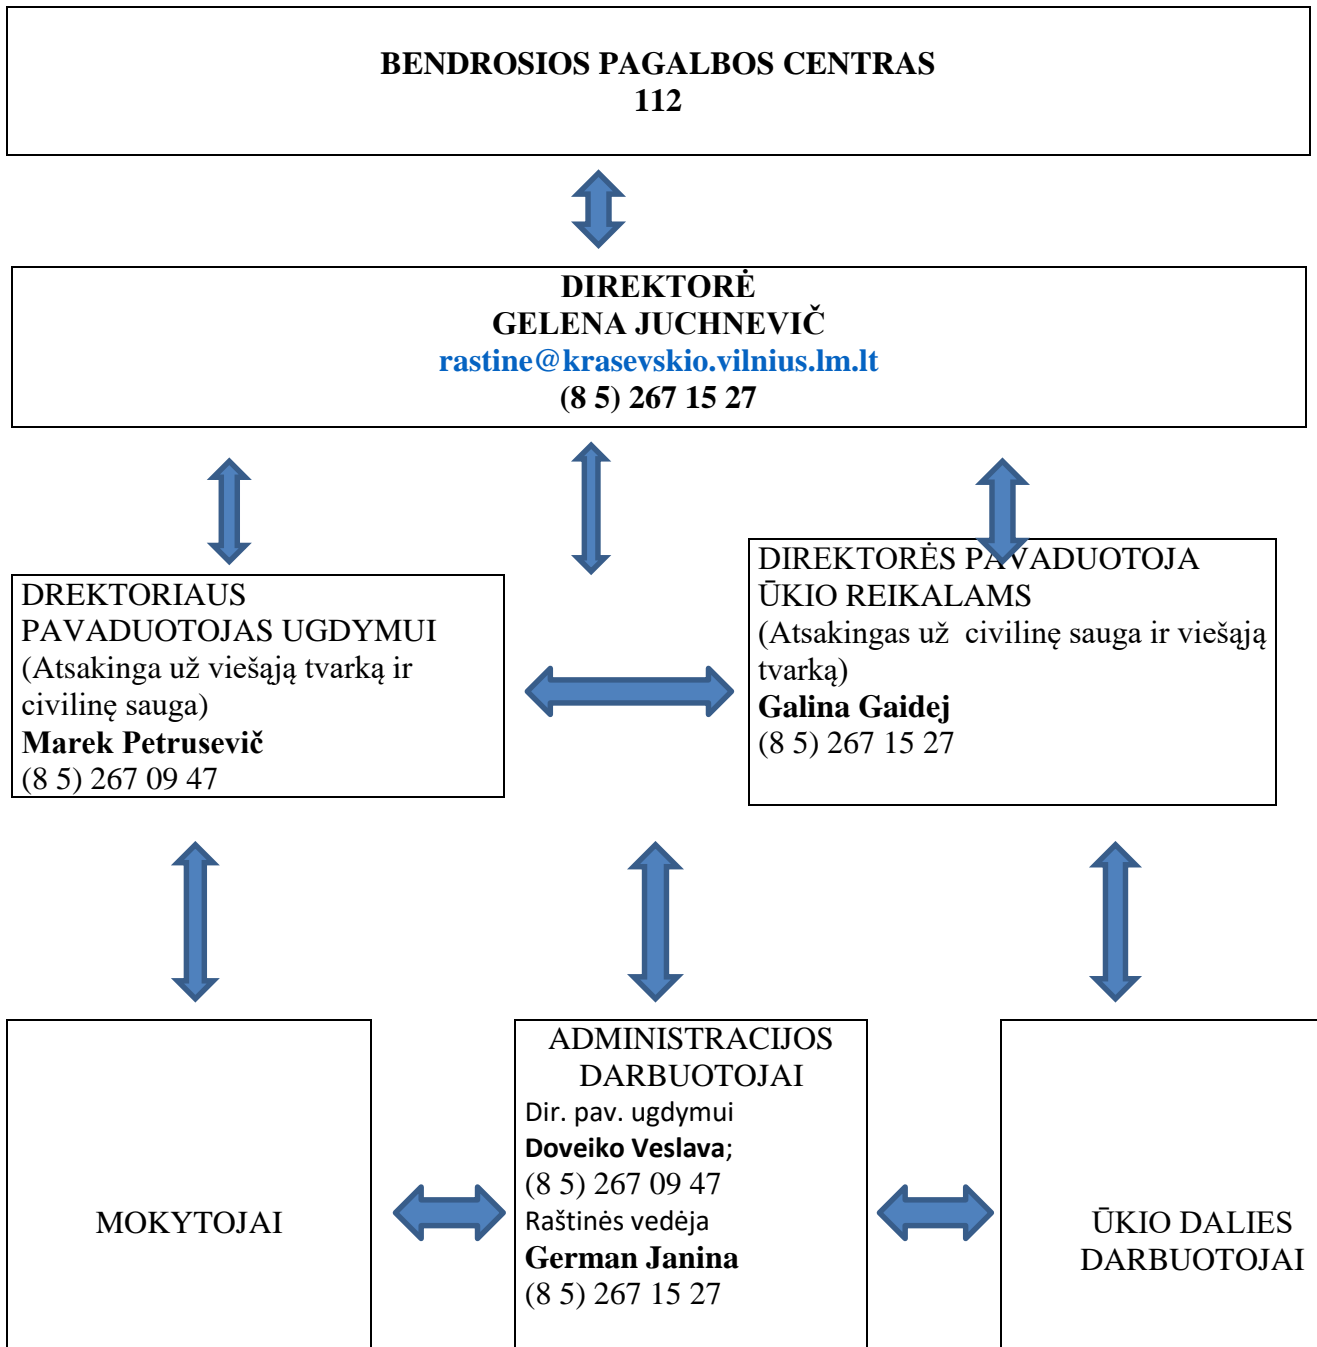 BENDROSIOS PAGALBOS CENTRAS
112
DIREKTORĖ
GELENA JUCHNEVIČ
rastine@krasevskio.vilnius.lm.lt
(8 5) 267 15 27
DREKTORIAUS
PAVADUOTOJAS UGDYMUI
(Atsakinga už viešąją tvarką ir
civilinę sauga)
Marek Petrusevič
(8 5) 267 09 47
DIREKTORĖS PAVADUOTOJA
ŪKIO REIKALAMS
(Atsakingas už  civilinę sauga ir viešąją
tvarką)
Galina Gaidej
(8 5) 267 15 27
MOKYTOJAI
ADMINISTRACIJOS
DARBUOTOJAI
Dir. pav. ugdymui
Doveiko Veslava;
(8 5) 267 09 47
Raštinės vedėja
German Janina
(8 5) 267 15 27
ŪKIO DALIES
DARBUOTOJAI